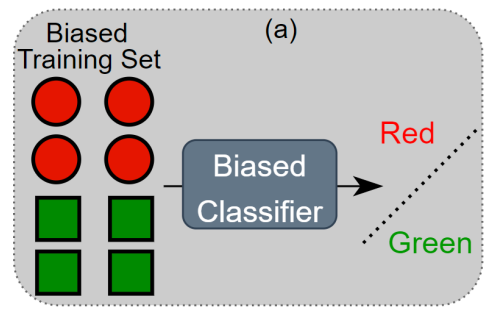 (a)
Biased
Training Set
Biased
Classifier
Red
Green